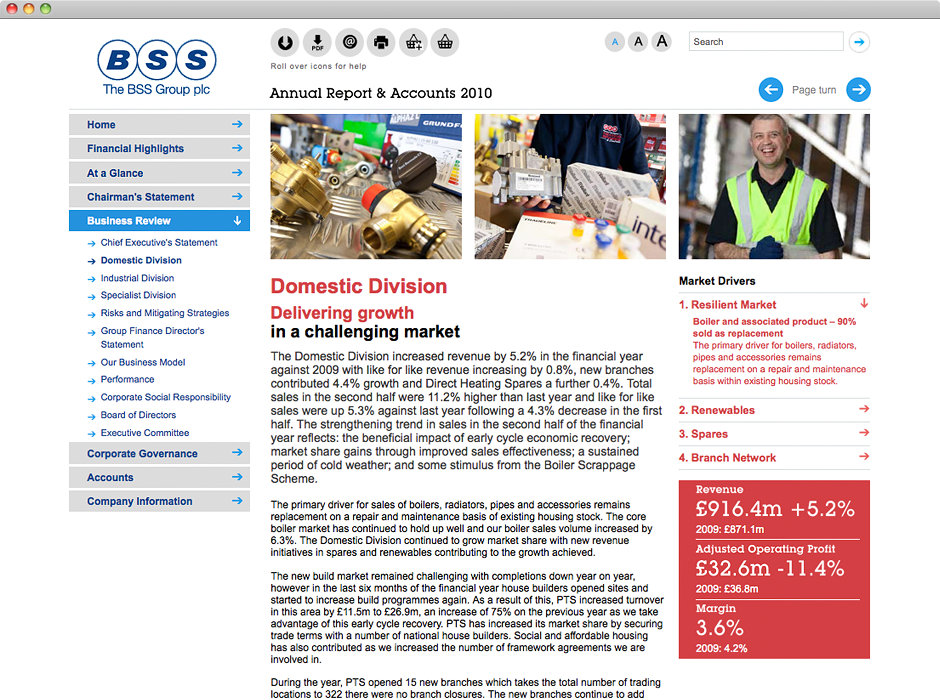 BSS
The BSS Group plc
PDF
Roll over icons for help
A A A
Search
Annual Report & Accounts 2010
Page turn
Home
Financial Highlights
At a Glance
Chairman's Statement
Business Review
Chief Executive's Statement
Domestic Division
Industrial Division
Specialist Division
Risks and Mitigating Strategies
Group Finance Director's
Statement
Our Business Model
Performance
Corporate Social Responsibility
Board of Directors
Executive Committee
Corporate Governance
Accounts
Company Information
ALPHA2L
GRUNDF
inte
Domestic Division
Delivering growth
in a challenging market
The Domestic Division increased revenue by 5.2% in the financial year
against 2009 with like for like revenue increasing by 0.8%, new branches
contributed 4.4% growth and Direct Heating Spares a further 0.4%. Total
sales in the second half were 11.2% higher than last year and like for like
sales were up 5.3% against last year following a 4.3% decrease in the first
half. The strengthening trend in sales in the second half of the financial
year reflects: the beneficial impact of early cycle economic recovery;
market share gains through improved sales effectiveness; a sustained
period of cold weather; and some stimulus from the Boiler Scrappage
Scheme.
The primary driver for sales of boilers, radiators, pipes and accessories remains
replacement on a repair and maintenance basis of existing housing stock. The core
boiler market has continued to hold up well and our boiler sales volume increased by
6.3%. The Domestic Division continued to grow market share with new revenue
initiatives in spares and renewables contributing to the growth achieved.
The new build market remained challenging with completions down year on year,
however in the last six months of the financial year house builders opened sites and
started to increase build programmes again. As a result of this, PTS increased turnover
in this area by £11.5m to £26.9m, an increase of 75% on the previous year as we take
advantage of this early cycle recovery. PTS has increased its market share by securing
trade terms with a number of national house builders. Social and affordable housing
has also contributed as we increased the number of framework agreements we are
involved in.
During the year, PTS opened 15 new branches which takes the total number of trading
locations to 322 there were no branch closures. The new branches continue to add
Market Drivers
1. Resilient Market
Boiler and associated product – 90%
sold as replacement
The primary driver for boilers, radiators,
pipes and accessories remains
replacement on a repair and maintenance
basis within existing housing stock.
2. Renewables
3. Spares
4. Branch Network
Revenue
£916.4m +5.2%
2009: £871.1m
Adjusted Operating Profit
£32.6m -11.4%
2009: £36.8m
Margin
3.6%
2009: 4.2%